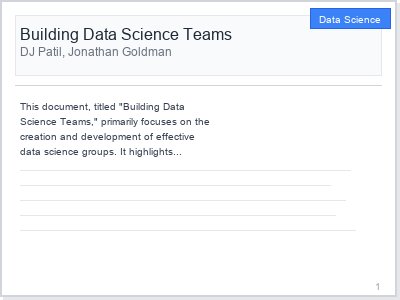 Data Science
Building Data Science Teams
DJ Patil, Jonathan Goldman
This document, titled "Building Data
Science Teams," primarily focuses on the
creation and development of effective
data science groups. It highlights...
1